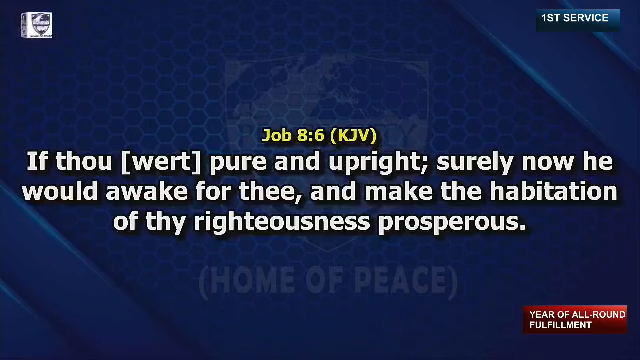 1ST SERVICE
Job 8:6 (KJV)
If thou [wert] pure and upright; surely now he
would awake for thee, and make the habitation
of thy righteousness prosperous.
(HOME OF PEACE)
YEAR OF ALL-ROUND
FULFILLMENT